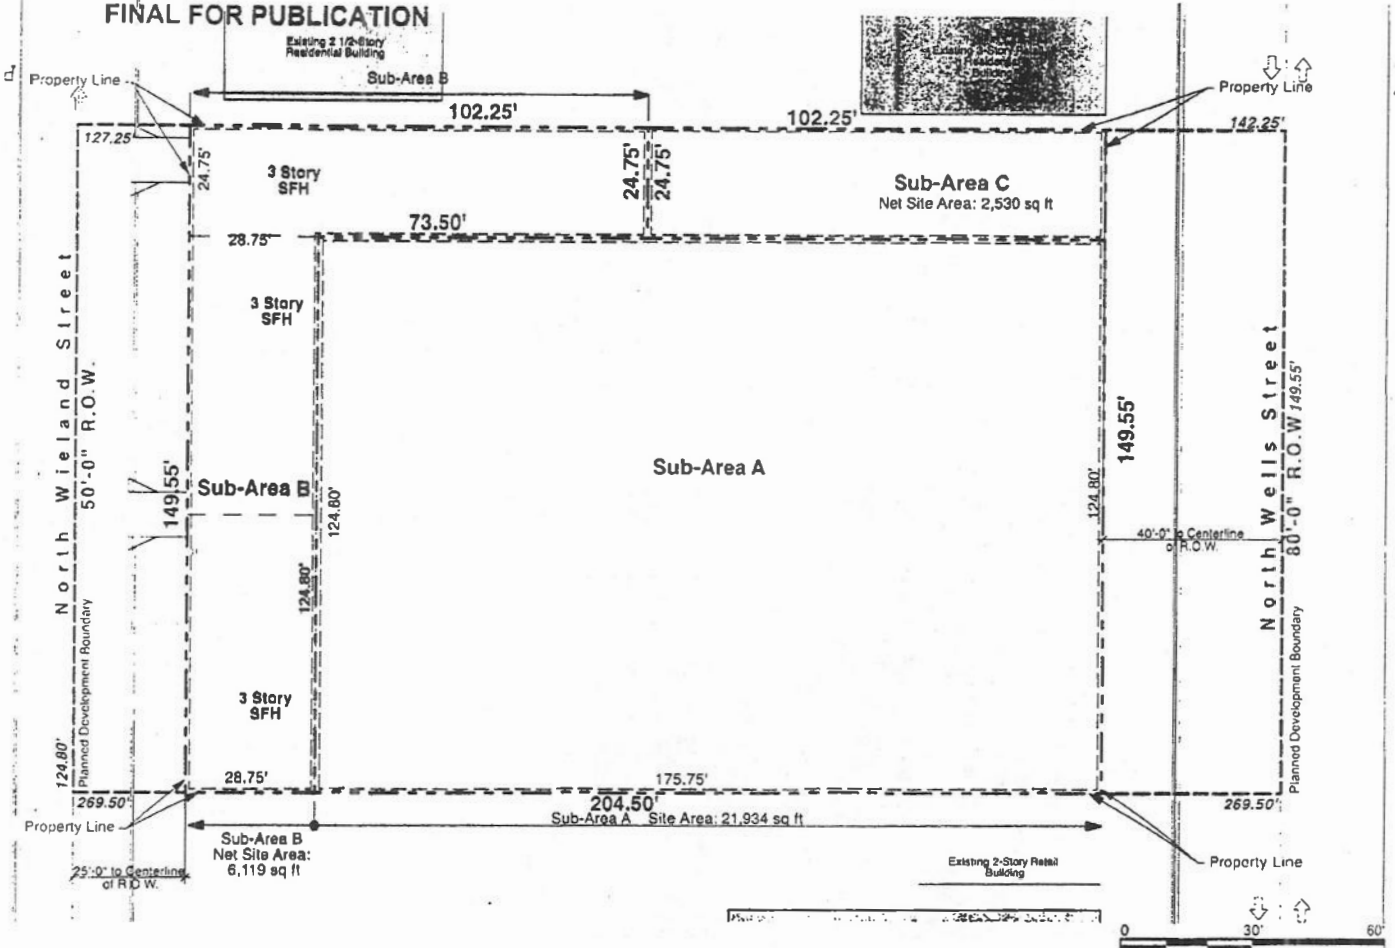 FINAL FOR PUBLICATION
Existing 2 1/2-Story
Residential Building
Existing 3-Story Retail
Residential
Building
Property Line
Sub-Area B
Property Line
102.25'
102.25'
127.25
142.25'
24.75'
3 Story
SFH
24.75'
24.75'
Sub-Area C
Net Site Area: 2,530 sq ft
73.50'
28.75'
3 Story
SFH
North Wieland Street
50'-0" R.O.W.
149.55'
Sub-Area B
124.80'
124.80'
Sub-Area A
124.80'
149.55'
40'-0" to Centerline
of R.O.W.
North Wells Street
80'-0" R.O.W
149.55'
Planned Development Boundary
124.80'
Planned Development Boundary
3 Story
SFH
28.75'
175.75'
269.50'
204.50'
269.50'
Property Line
Sub-Area A Site Area: 21,934 sq ft
Sub-Area B
Net Site Area:
6,119 sq ft
25'-0" to Centerline
of R.O.W.
Existing 2-Story Retail
Building
Property Line
0 30' 60'